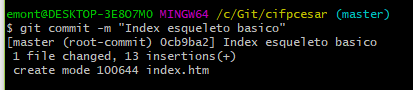 emont@DESKTOP-3E8O7MO MINGW64 /c/Git/cifpcesar (master)
$ git commit -m "Index esqueleto basico"
[master (root-commit) 0cb9ba2] Index esqueleto basico
 1 file changed, 13 insertions(+)
 create mode 100644 index.htm